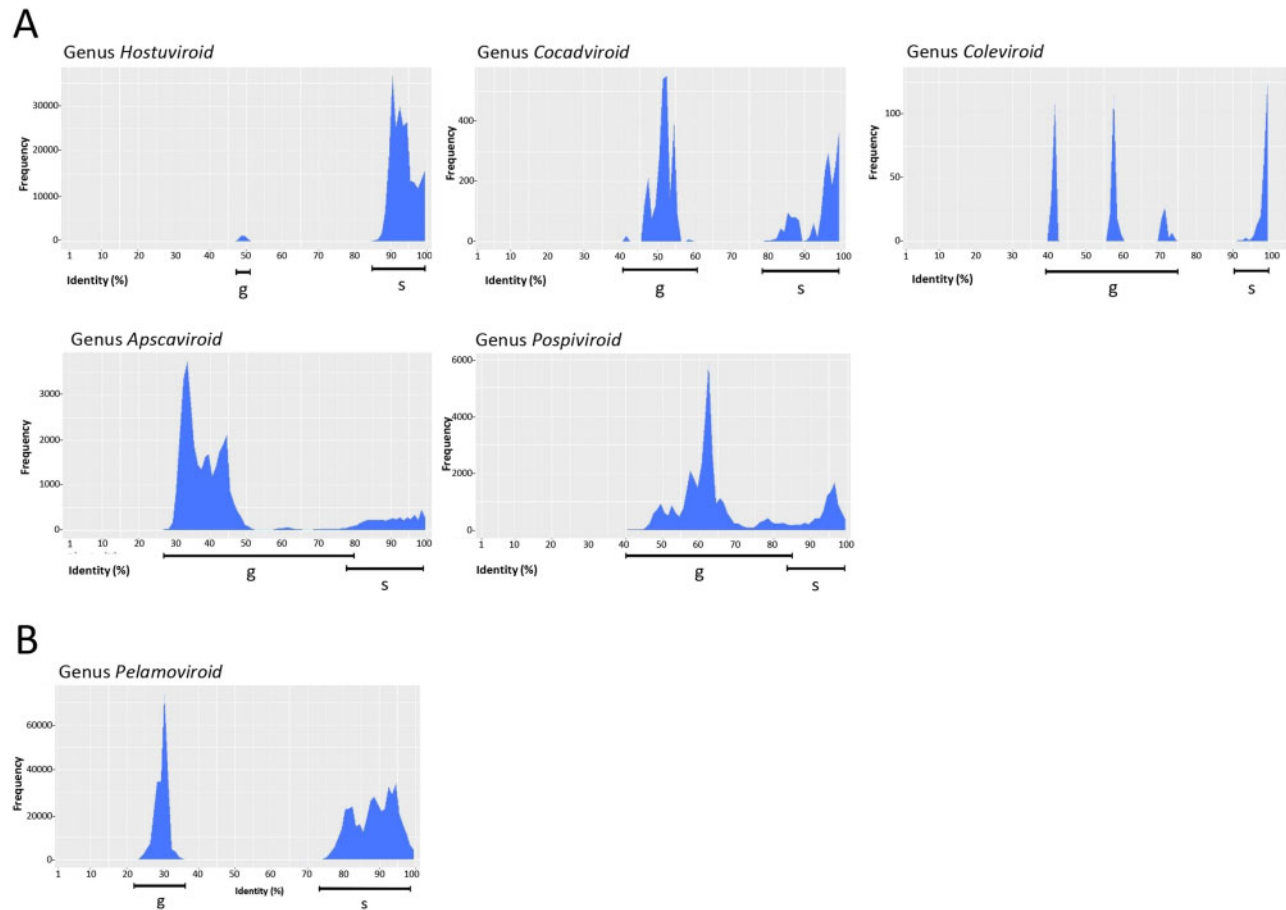 A
Genus Hostuviroid
Frequency
30000
20000
10000
0
1 10 20 30 40 50 60 70 80 90 100
Identity (%)
g
s
Genus Cocadviroid
Frequency
400
200
0
1 10 20 30 40 50 60 70 80 90 100
g
s
Genus Coleviroid
Frequency
100
50
0
1 10 20 30 40 50 60 70 80 90 100
g
s
Genus Apscaviroid
Frequency
3000
2000
1000
0
1 10 20 30 40 50 60 70 80 90 100
Identity (%)
g
s
Genus Pospiviroid
Frequency
6000
4000
2000
0
1 10 20 30 40 50 60 70 80 90 100
g
s
B
Genus Pelamoviroid
Frequency
60000
40000
20000
0
1 10 20 30 40 50 60 70 80 90 100
Identity (%)
g
s